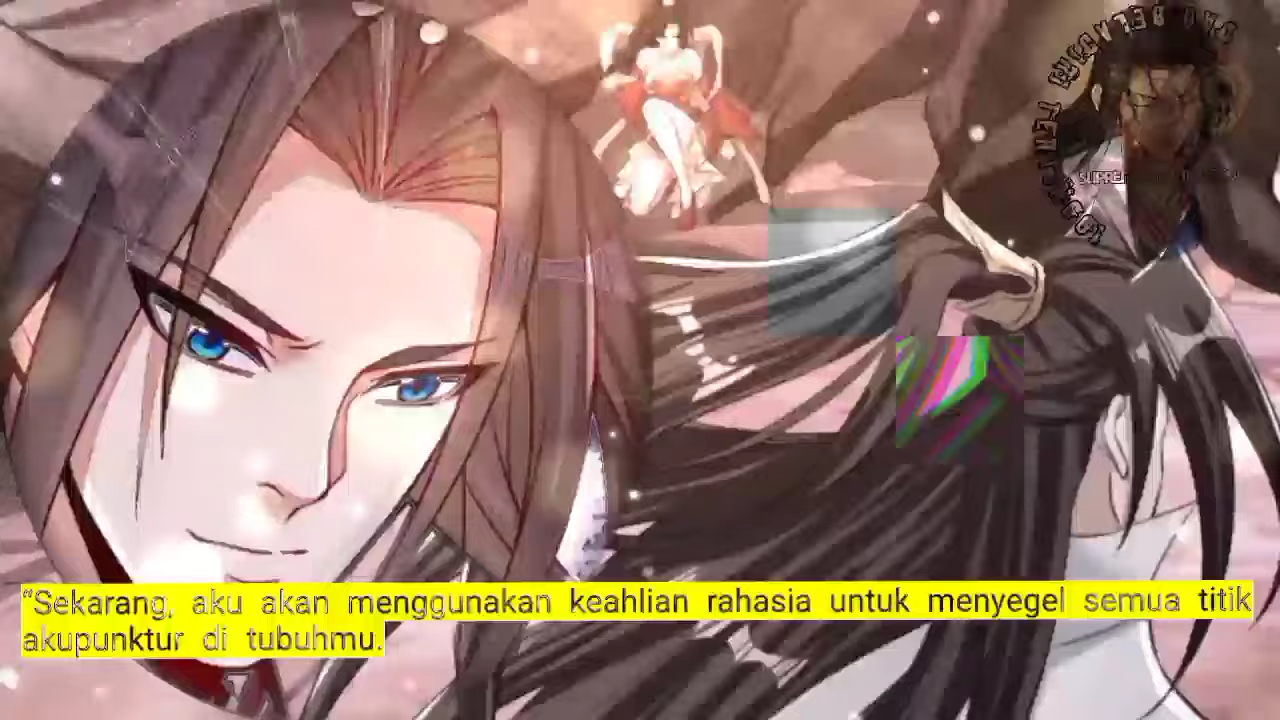 “Sekarang, aku akan menggunakan keahlian rahasia untuk menyegel semua titik
akupunktur di tubuhmu.